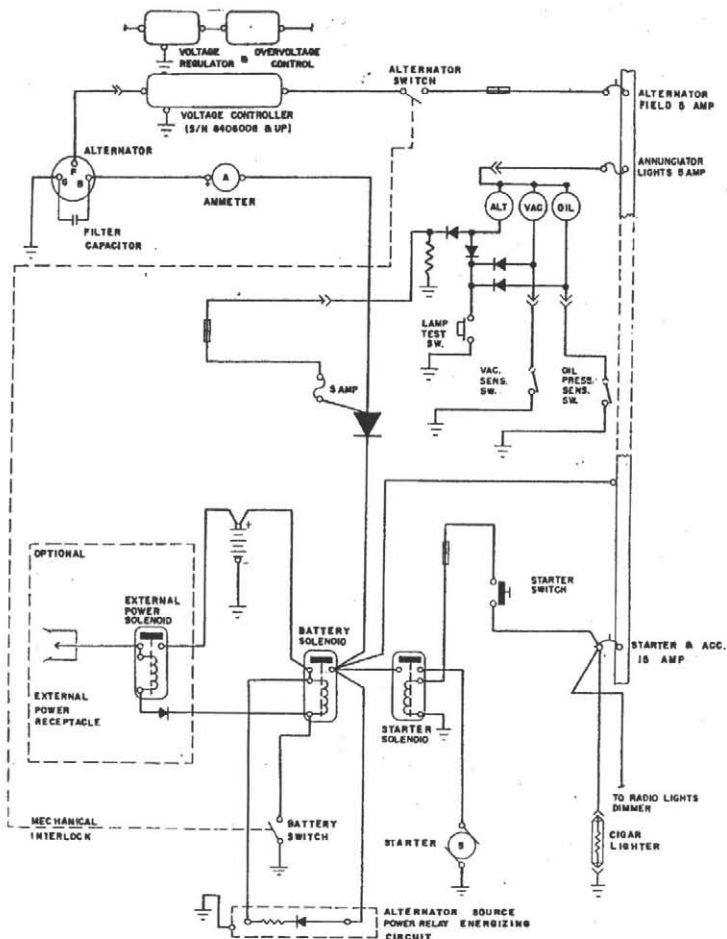 VOLTAGE
REGULATOR
&
OVERVOLTAGE
CONTROL
ALTERNATOR
SWITCH
ALTERNATOR
FIELD 5 AMP
VOLTAGE CONTROLLER
(S/N 8406006 & UP)
ALTERNATOR
F
G
B
+
A
AMMETER
FILTER
CAPACITOR
ANNUNCIATOR
LIGHTS 5 AMP
ALT
VAC
OIL
LAMP
TEST
SW.
VAC.
SENS.
SW.
OIL
PRESS.
SENS.
SW.
5 AMP
+
-
OPTIONAL
EXTERNAL
POWER
SOLENOID
BATTERY
SOLENOID
STARTER
SWITCH
STARTER & ACC.
15 AMP
EXTERNAL
POWER
RECEPTACLE
STARTER
SOLENOID
TO RADIO LIGHTS
DIMMER
MECHANICAL
INTERLOCK
BATTERY
SWITCH
STARTER
S
CIGAR
LIGHTER
ALTERNATOR SOURCE
POWER RELAY ENERGIZING
CIRCUIT